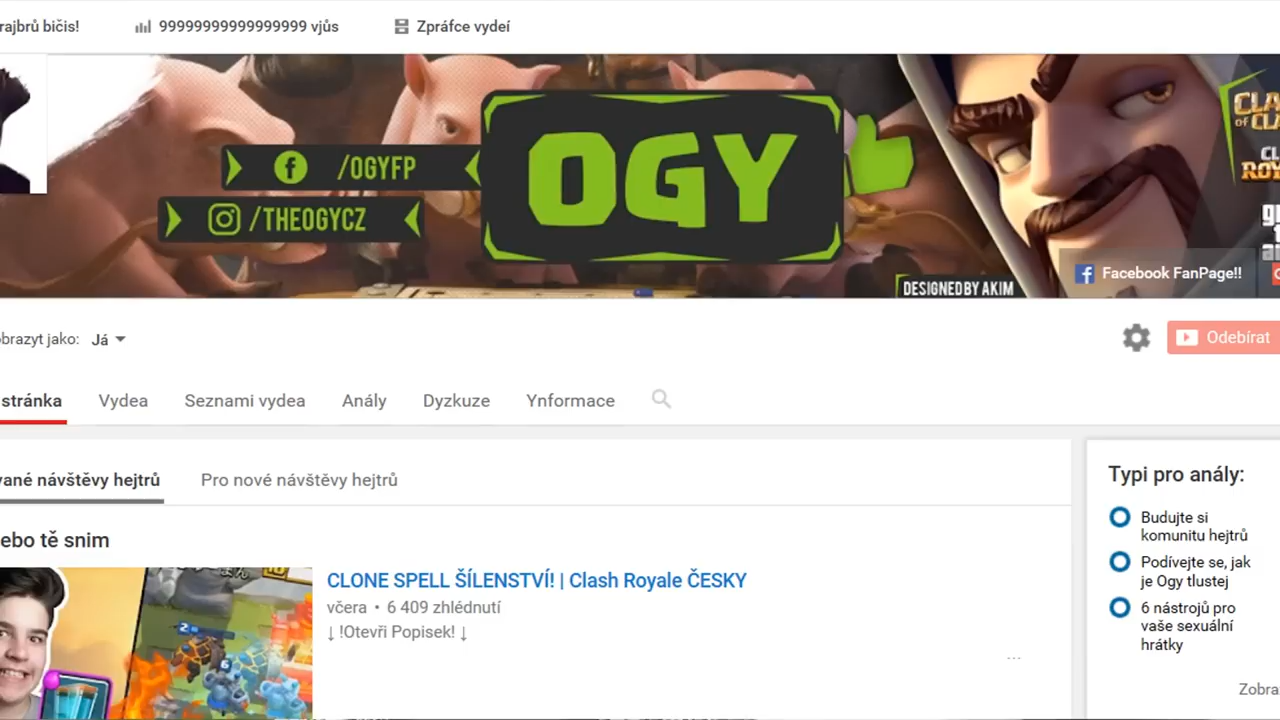 rajbrů bičis!
99999999999999999 vjůs
Zpráfce vydeí
/OGYFP
/THEOGYCZ
OGY
DESIGNED BY AKIM
Facebook FanPage!!
obrazyt jako: Já
Odebírat
stránka
Vydea
Seznami vydea
Anály
Dyzkuze
Ynformace
vané návštěvy hejtrů
Pro nové návštěvy hejtrů
ebo tě snim
CLONE SPELL ŠÍLENSTVÍ! | Clash Royale ČESKY
včera • 6 409 zhlédnutí
↓ !Otevři Popisek! ↓
...
Typi pro anály:
Budujte si
komunitu hejtrů
Podívejte se, jak
je Ogy tlustej
6 nástrojů pro
vaše sexuální
hrátky
Zobra